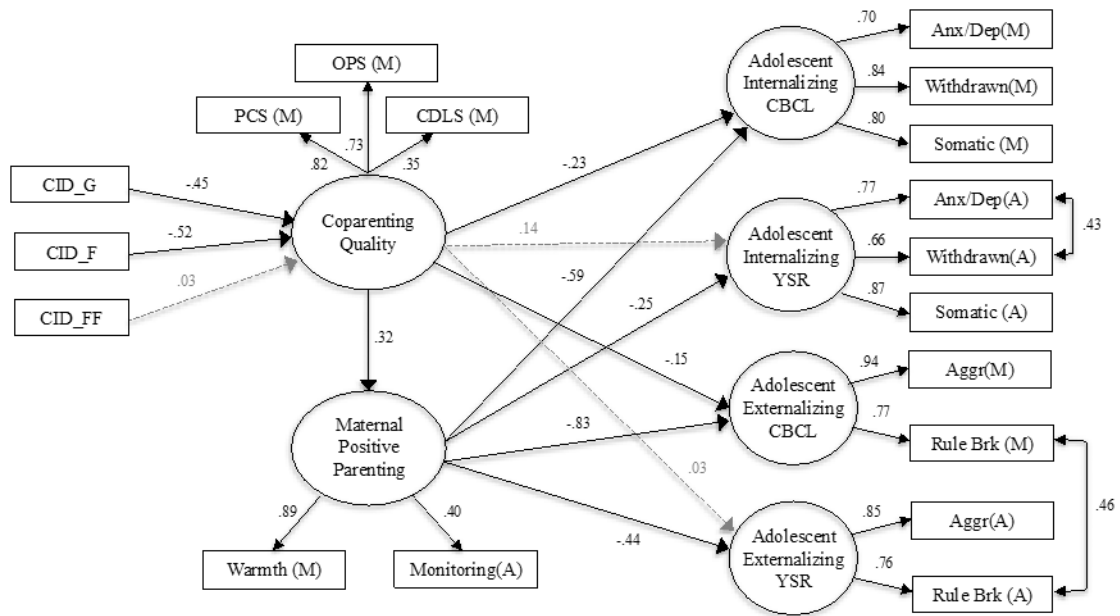 OPS (M)
PCS (M)
CDLS (M)
.82
.73
.35
CID_G
CID_F
CID_FF
-.45
-.52
.03
Coparenting
Quality
.32
Maternal
Positive
Parenting
.89
.40
Warmth (M)
Monitoring(A)
-.23
.14
-.59
-.25
-.15
-.83
.03
-.44
Adolescent
Internalizing
CBCL
.70
.84
.80
Anx/Dep(M)
Withdrawn(M)
Somatic (M)
Adolescent
Internalizing
YSR
.77
.66
.87
Anx/Dep(A)
Withdrawn(A)
Somatic (A)
.43
Adolescent
Externalizing
CBCL
.94
.77
Aggr(M)
Rule Brk (M)
Adolescent
Externalizing
YSR
.85
.76
Aggr(A)
Rule Brk (A)
.46